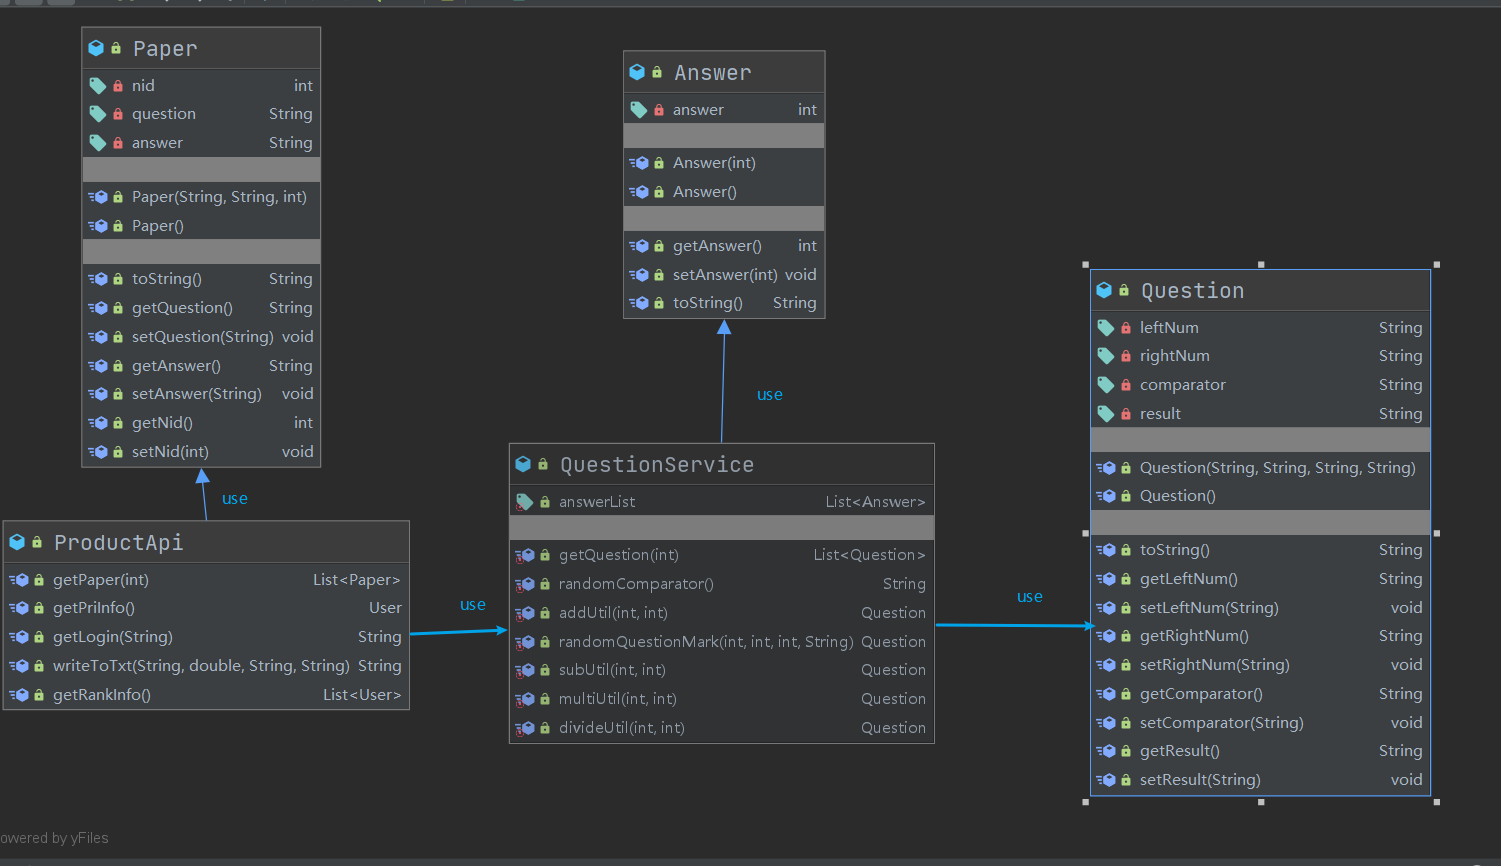 Paper
nid int
question String
answer String
Paper(String, String, int)
Paper()
toString() String
getQuestion() String
setQuestion(String) void
getAnswer() String
setAnswer(String) void
getNid() int
setNid(int) void
use
ProductApi
getPaper(int) List<Paper>
getPriInfo() User
getLogin(String) String
writeToTxt(String, double, String, String) String
getRankInfo() List<User>
use
Answer
answer int
Answer(int)
Answer()
getAnswer() int
setAnswer(int) void
toString() String
use
QuestionService
answerList List<Answer>
getQuestion(int) List<Question>
randomComparator() String
addUtil(int, int) Question
randomQuestionMark(int, int, int, String) Question
subUtil(int, int) Question
multiUtil(int, int) Question
divideUtil(int, int) Question
use
Question
leftNum String
rightNum String
comparator String
result String
Question(String, String, String, String)
Question()
toString() String
getLeftNum() String
setLeftNum(String) void
getRightNum() String
setRightNum(String) void
getComparator() String
setComparator(String) void
getResult() String
setResult(String) void
owered by yFiles